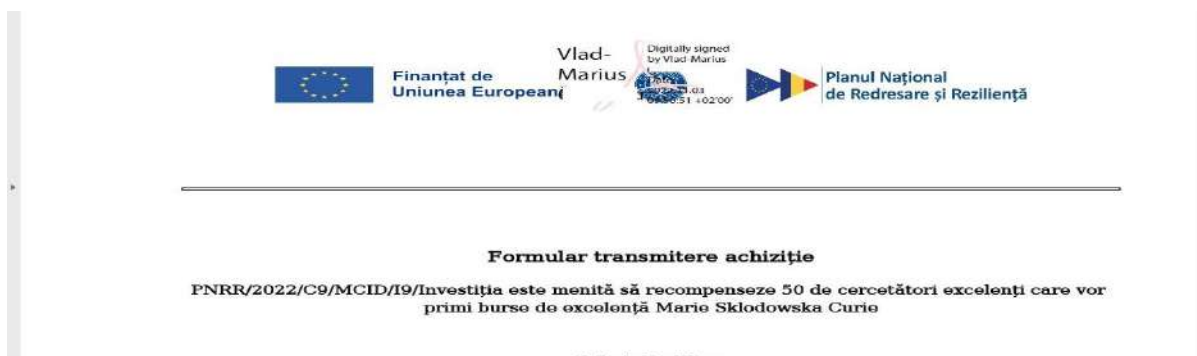 Finanțat de
Uniunea Europeană
Vlad-
Marius
Digitally signed
by Vlad-Marius
+02'00'
Planul Național
de Redresare și Reziliență
Formular transmitere achiziție
PNRR/2022/C9/MCID/I9/Investiția este menită să recompenseze 50 de cercetători excelenți care vor
primi burse de excelență Marie Sklodowska Curie